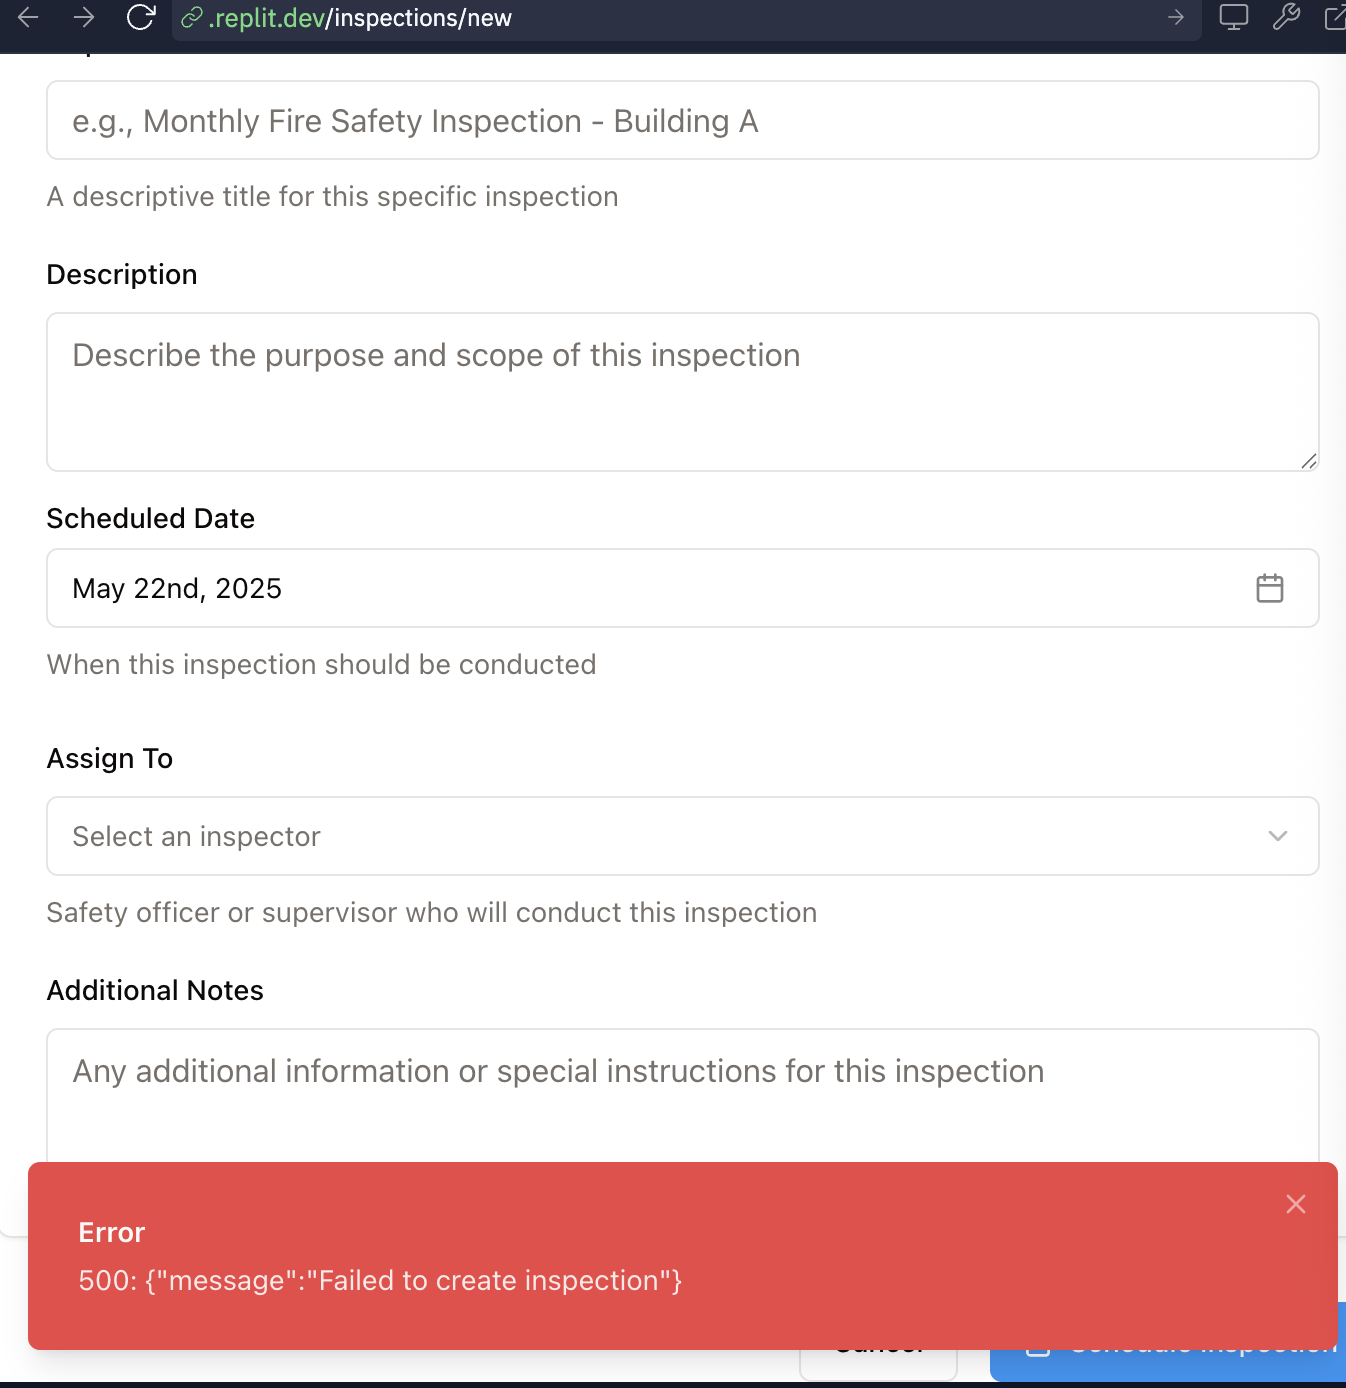 .replit.dev/inspections/new
e.g., Monthly Fire Safety Inspection - Building A
A descriptive title for this specific inspection
Description
Describe the purpose and scope of this inspection
Scheduled Date
May 22nd, 2025
When this inspection should be conducted
Assign To
Select an inspector
Safety officer or supervisor who will conduct this inspection
Additional Notes
Any additional information or special instructions for this inspection
Error
500: {"message":"Failed to create inspection"}
Cancel
Schedule Inspection